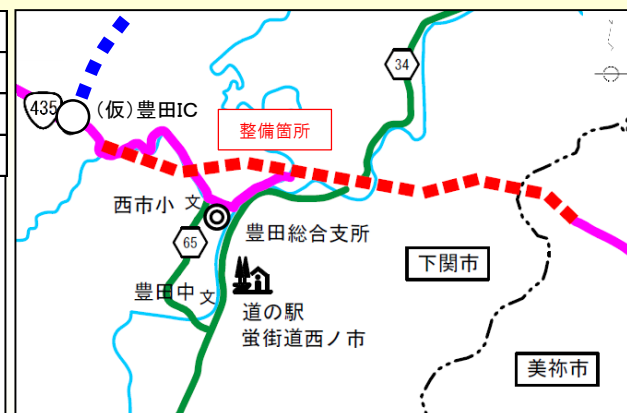 34
435
（仮）豊田IC
整備箇所
西市小
文
65
豊田総合支所
豊田中
文
道の駅
蛍街道西ノ市
下関市
美祢市